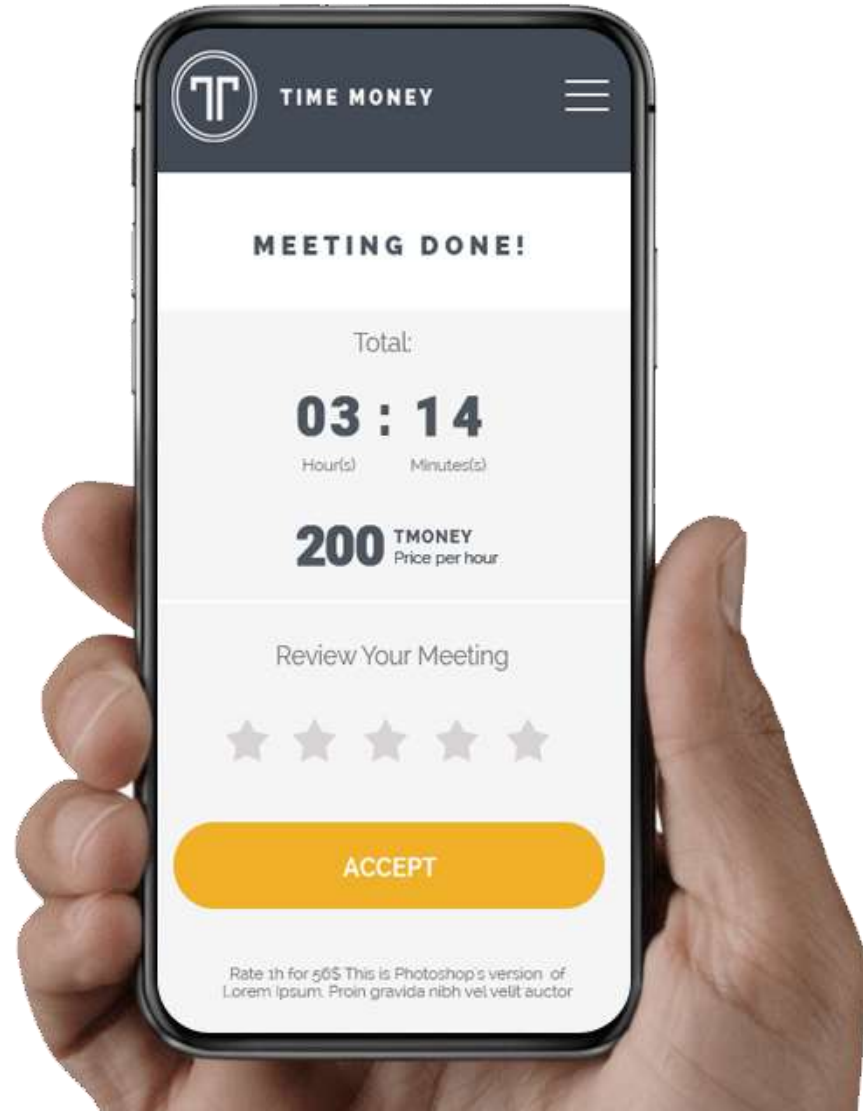 TIME MONEY
MEETING DONE!
Total:
03 : 14
Hour(s) Minutes(s)
200 TMONEY
Price per hour
Review Your Meeting
ACCEPT
Rate 1h for 56$ This is Photoshop's version of
Lorem Ipsum. Proin gravida nibh vel velit auctor